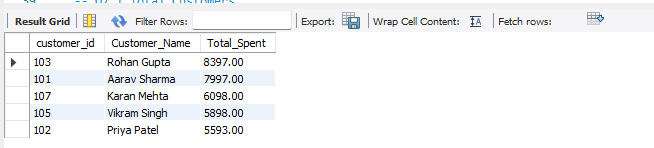 Result Grid Filter Rows: Export: Wrap Cell Content: Fetch rows:
customer_id Customer_Name Total_Spent
103 Rohan Gupta 8397.00
101 Aarav Sharma 7997.00
107 Karan Mehta 6098.00
105 Vikram Singh 5898.00
102 Priya Patel 5593.00